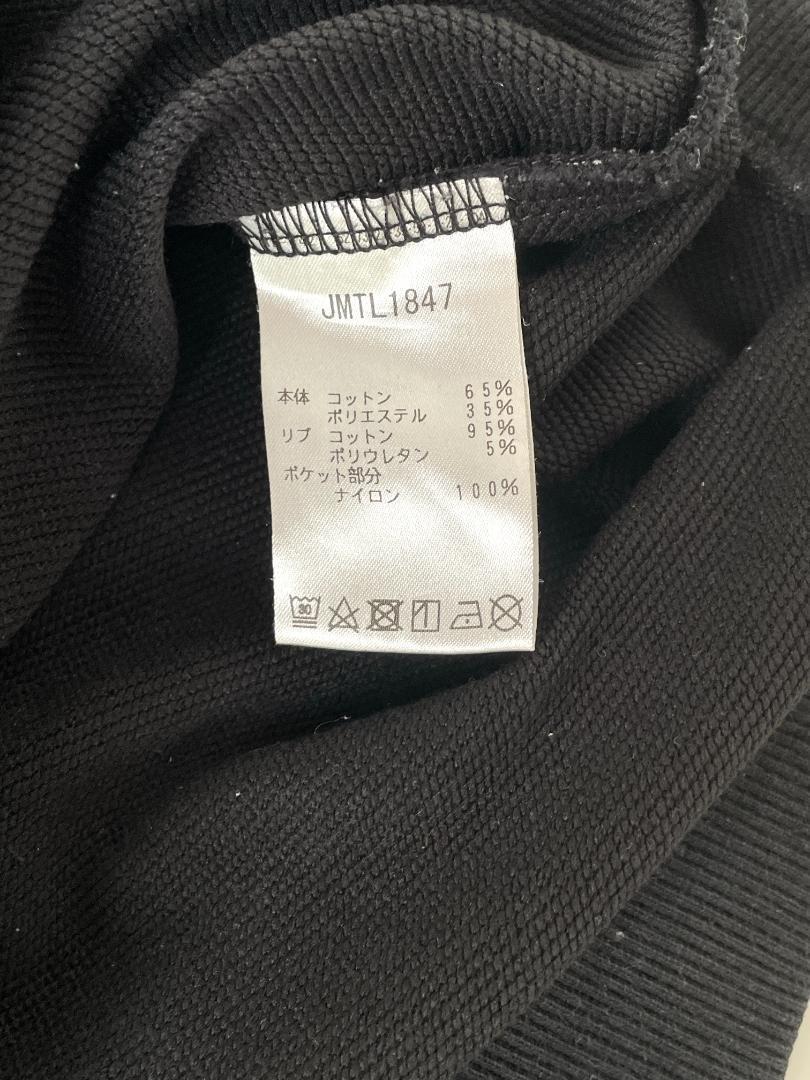 JMTL1847
本体 コットン 65%
ポリエステル 35%
リブ コットン 95%
ポリウレタン 5%
ポケット部分
ナイロン 100%
30